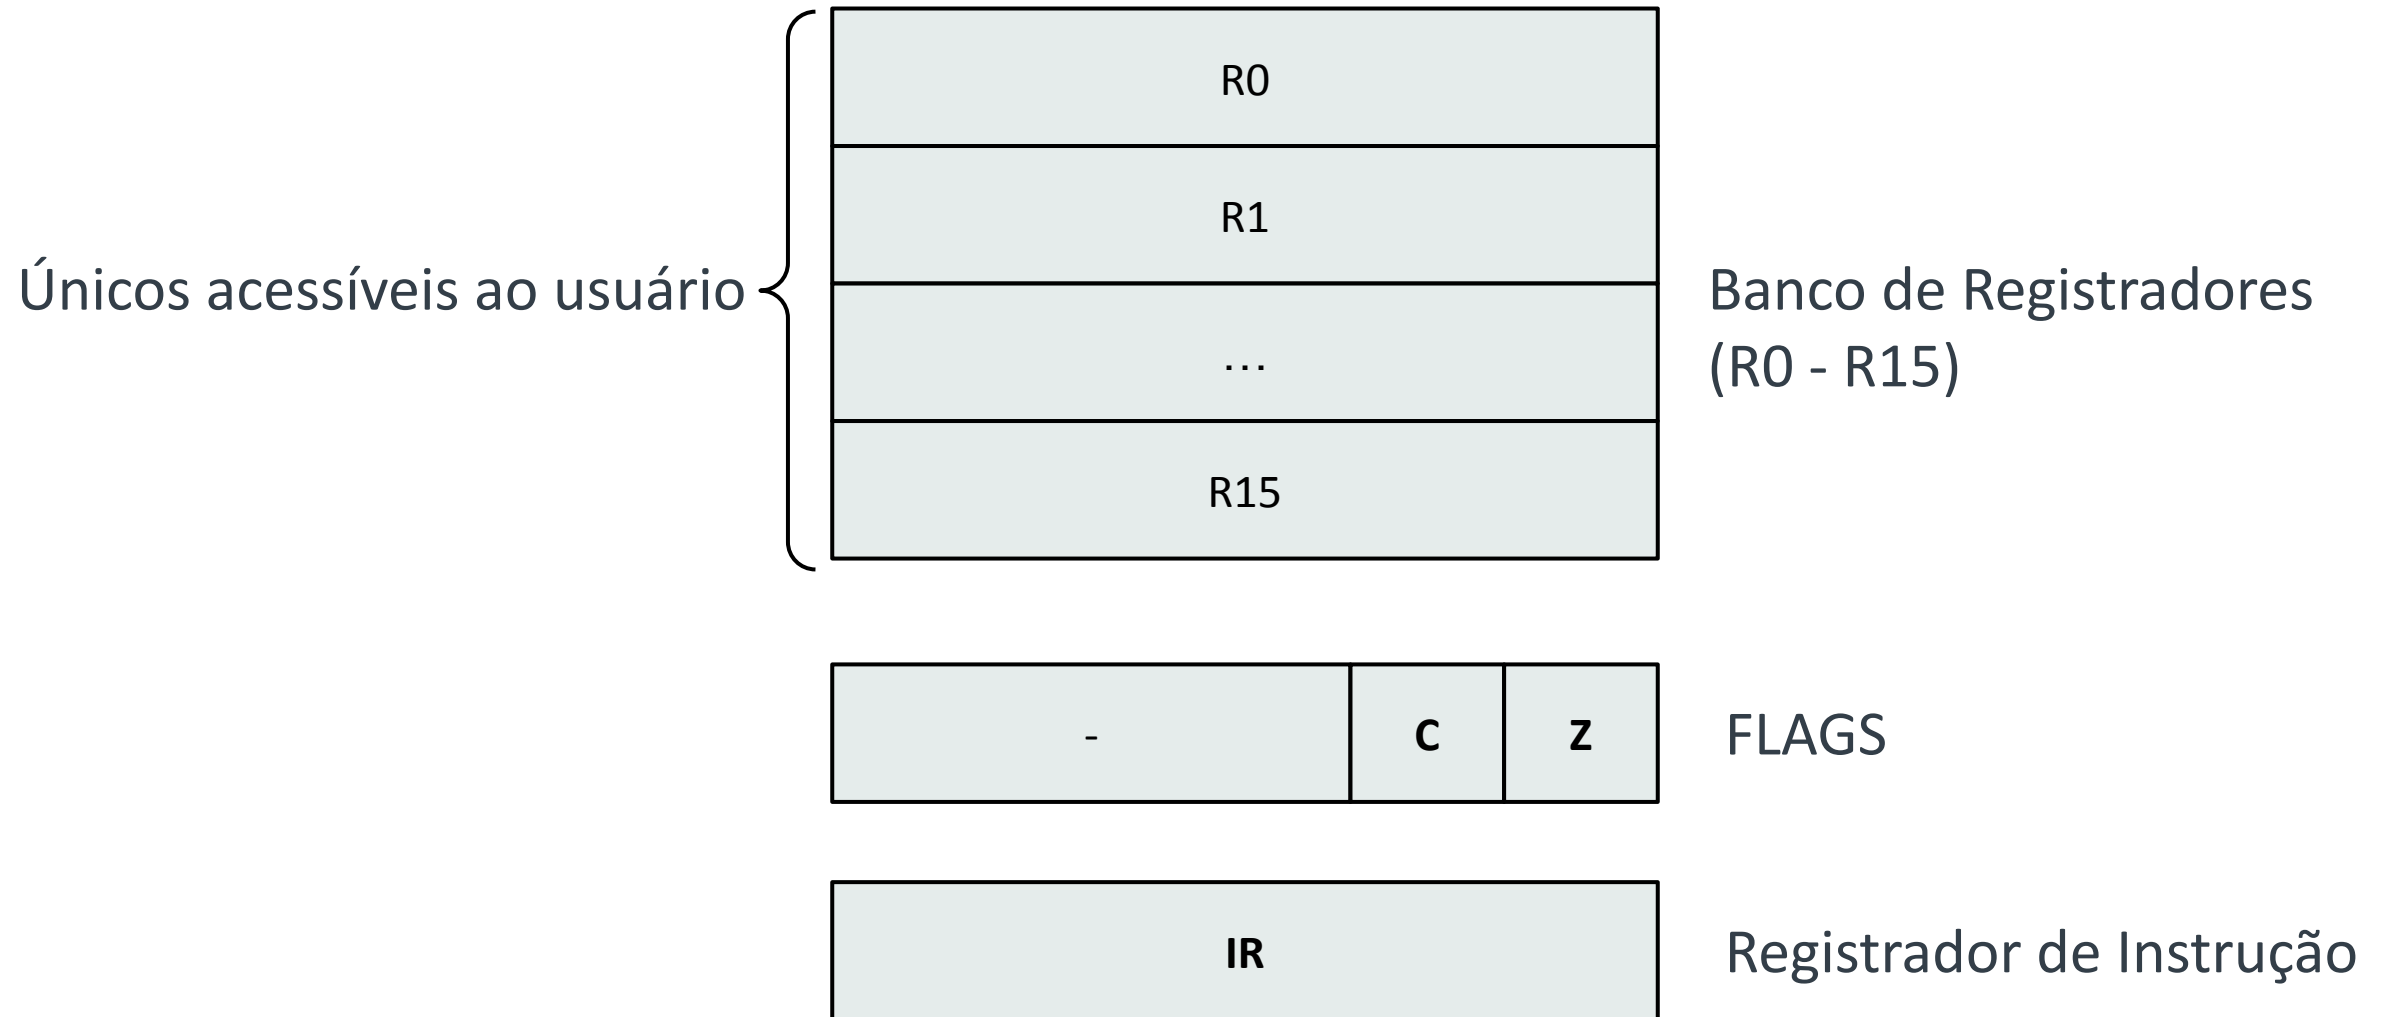 R0
R1
Únicos acessíveis ao usuário
Banco de Registradores
(R0 - R15)
...
R15
-
C
Z
FLAGS
IR
Registrador de Instrução